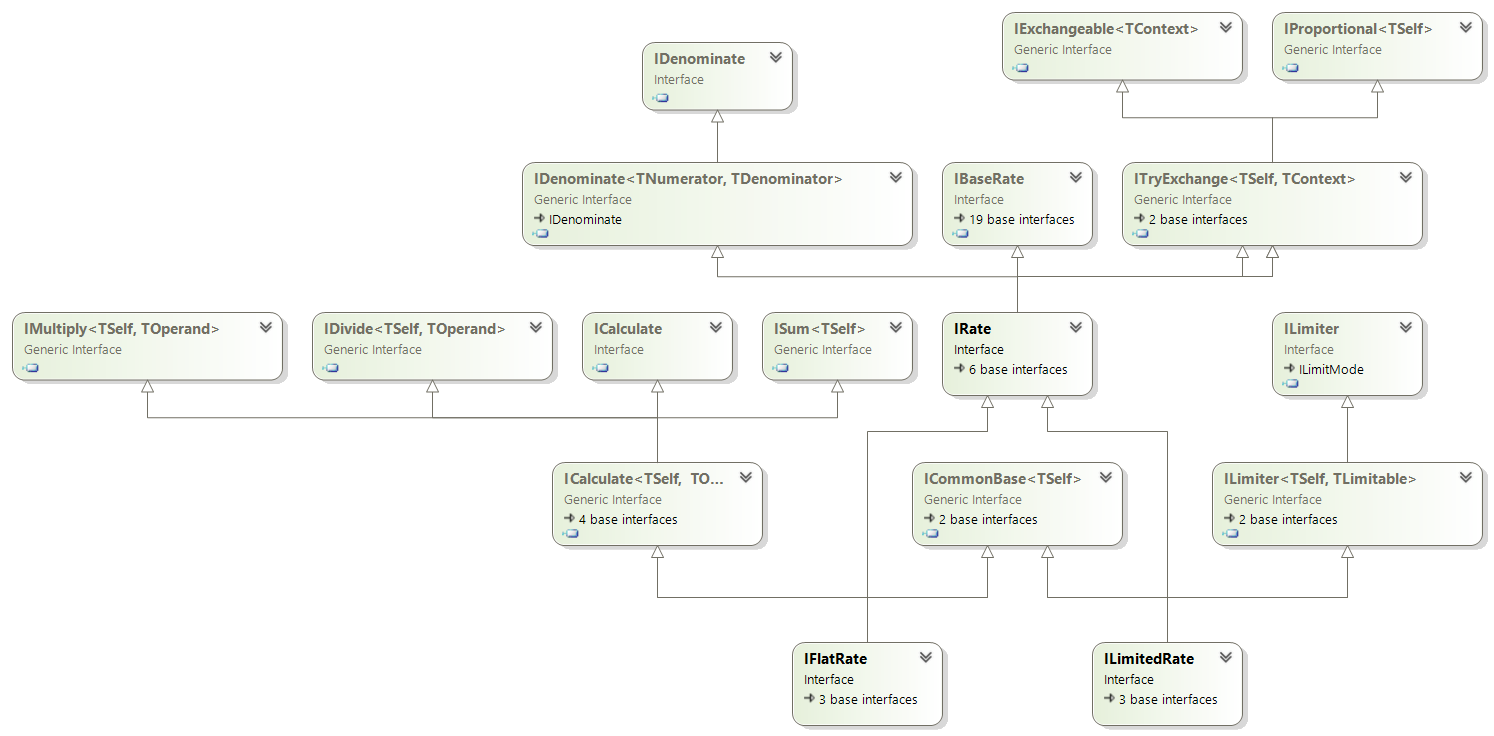 IExchangeable<TContext>
Generic Interface
IProportional<TSelf>
Generic Interface
IDenominate
Interface
IDenominate<TNumerator, TDenominator>
Generic Interface
IDenominate
IBaseRate
Interface
19 base interfaces
ITryExchange<TSelf, TContext>
Generic Interface
2 base interfaces
IMultiply<TSelf, TOperand>
Generic Interface
IDivide<TSelf, TOperand>
Generic Interface
ICalculate
Interface
ISum<TSelf>
Generic Interface
IRate
Interface
6 base interfaces
ILimiter
Interface
ILimitMode
ICalculate<TSelf, TO...
Generic Interface
4 base interfaces
ICommonBase<TSelf>
Generic Interface
2 base interfaces
ILimiter<TSelf, TLimitable>
Generic Interface
2 base interfaces
IFlatRate
Interface
3 base interfaces
ILimitedRate
Interface
3 base interfaces